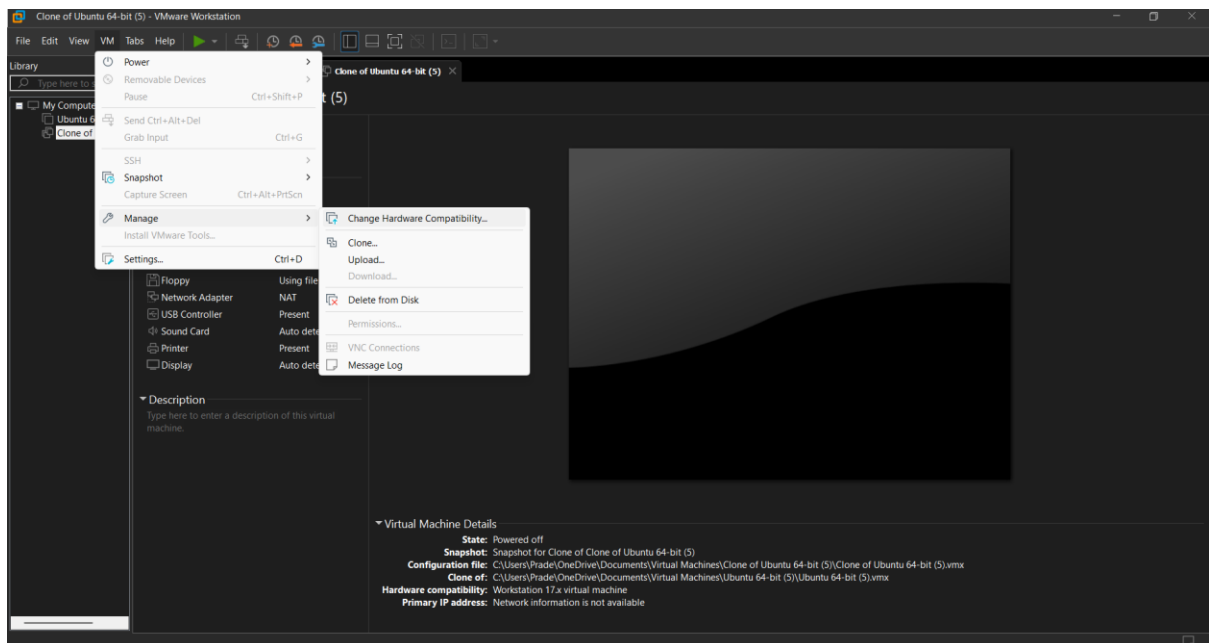 Clone of Ubuntu 64-bit (5) - VMware Workstation
File Edit View VM Tabs Help
Library
Type here to
My Compute
Ubuntu 6
Clone of
Clone of Ubuntu 64-bit (5)
t (5)
Power
Removable Devices
Pause Ctrl+Shift+P
Send Ctrl+Alt+Del
Grab Input Ctrl+G
SSH
Snapshot
Capture Screen Ctrl+Alt+PrtScn
Manage
Install VMware Tools...
Settings... Ctrl+D
Change Hardware Compatibility...
Clone...
Upload...
Download...
Delete from Disk
Permissions...
VNC Connections
Message Log
Floppy Using file
Network Adapter NAT
USB Controller Present
Sound Card Auto dete
Printer Present
Display Auto dete
Description
Type here to enter a description of this virtual
machine.
Virtual Machine Details
State: Powered off
Snapshot: Snapshot for Clone of Clone of Ubuntu 64-bit (5)
Configuration file: C:\Users\Prade\OneDrive\Documents\Virtual Machines\Clone of Ubuntu 64-bit (5)\Clone of Ubuntu 64-bit (5).vmx
Clone of: C:\Users\Prade\OneDrive\Documents\Virtual Machines\Ubuntu 64-bit (5)\Ubuntu 64-bit (5).vmx
Hardware compatibility: Workstation 17.x virtual machine
Primary IP address: Network information is not available